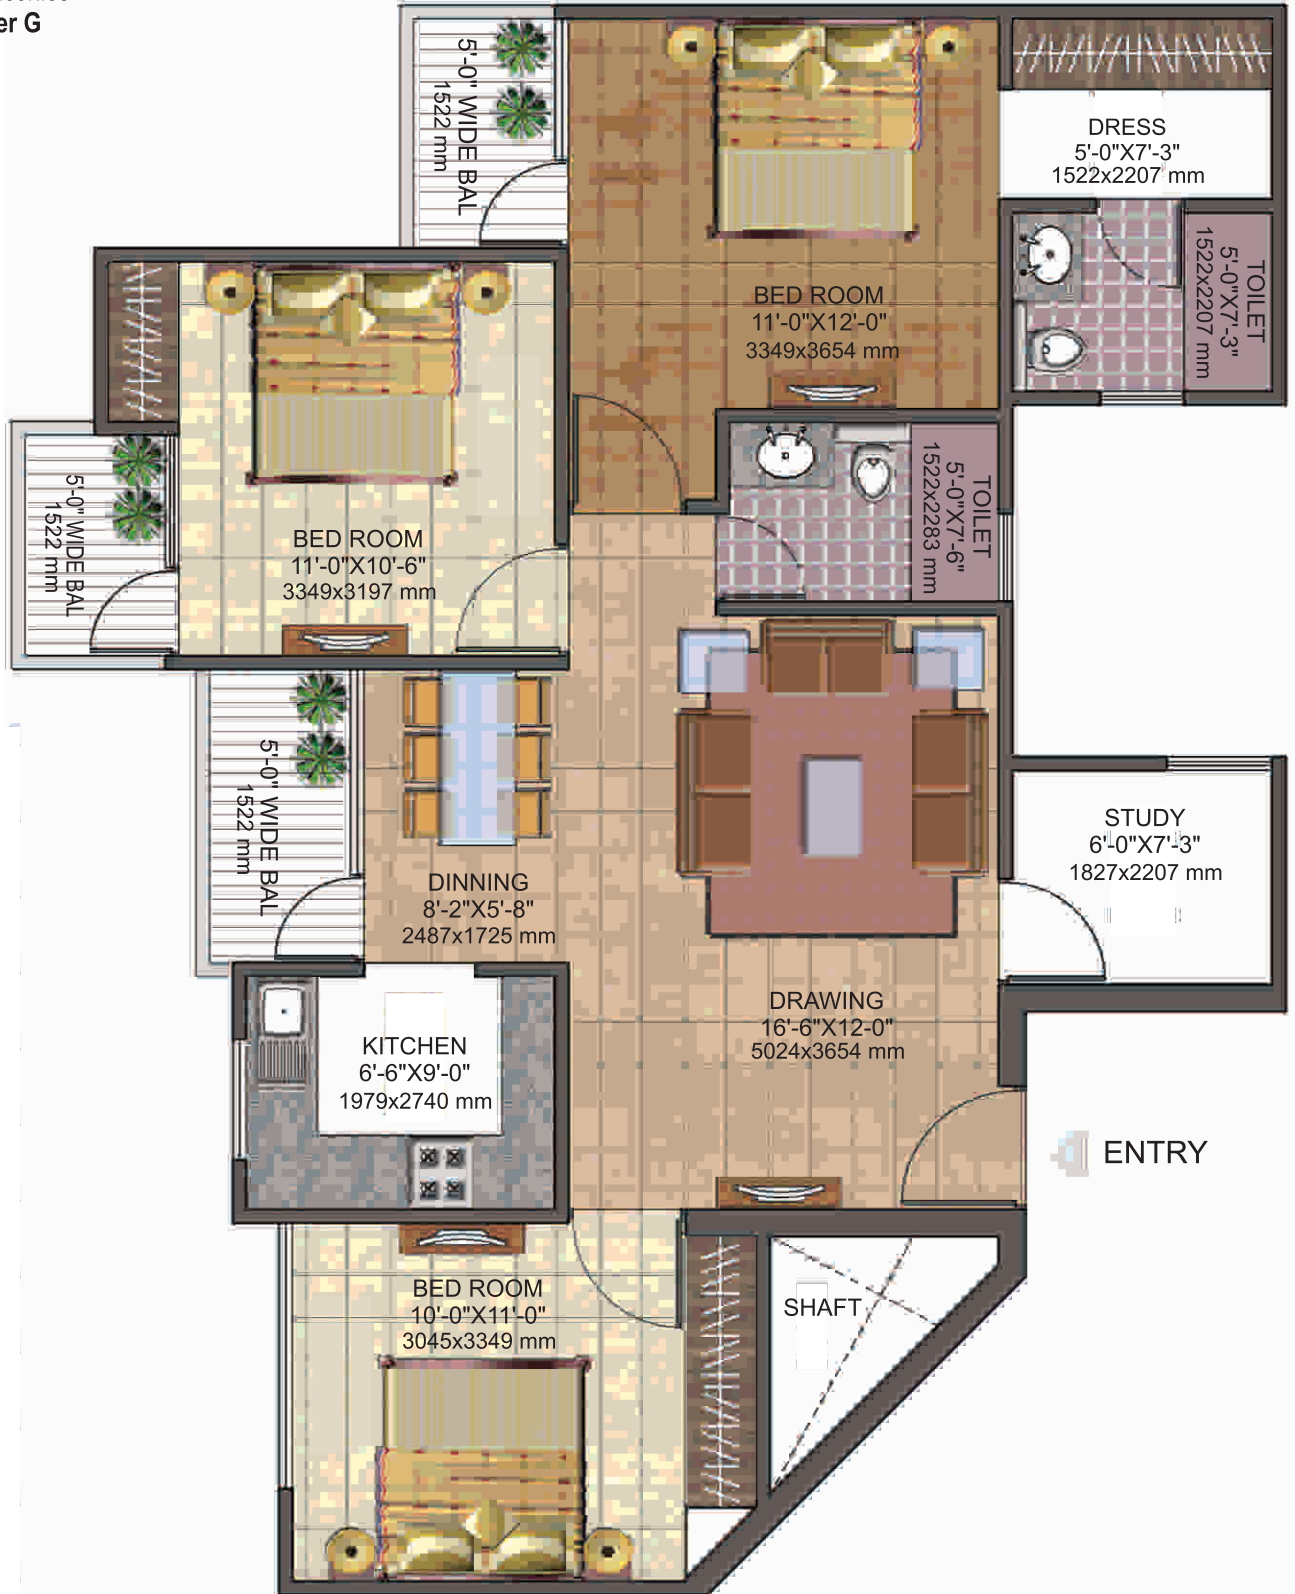 er G
5'-0" WIDE BAL
1522 mm
DRESS
5'-0"X7'-3"
1522x2207 mm
TOILET
5'-0"X7'-3"
1522x2207 mm
BED ROOM
11'-0"X12'-0"
3349x3654 mm
TOILET
5'-0"X7'-6"
1522x2283 mm
5'-0" WIDE BAL
1522 mm
BED ROOM
11'-0"X10'-6"
3349x3197 mm
5'-0" WIDE BAL
1522 mm
STUDY
6'-0"X7'-3"
1827x2207 mm
DINNING
8'-2"X5'-8"
2487x1725 mm
DRAWING
16'-6"X12-0"
5024x3654 mm
KITCHEN
6'-6"X9'-0"
1979x2740 mm
ENTRY
BED ROOM
10'-0"X11'-0"
3045x3349 mm
SHAFT